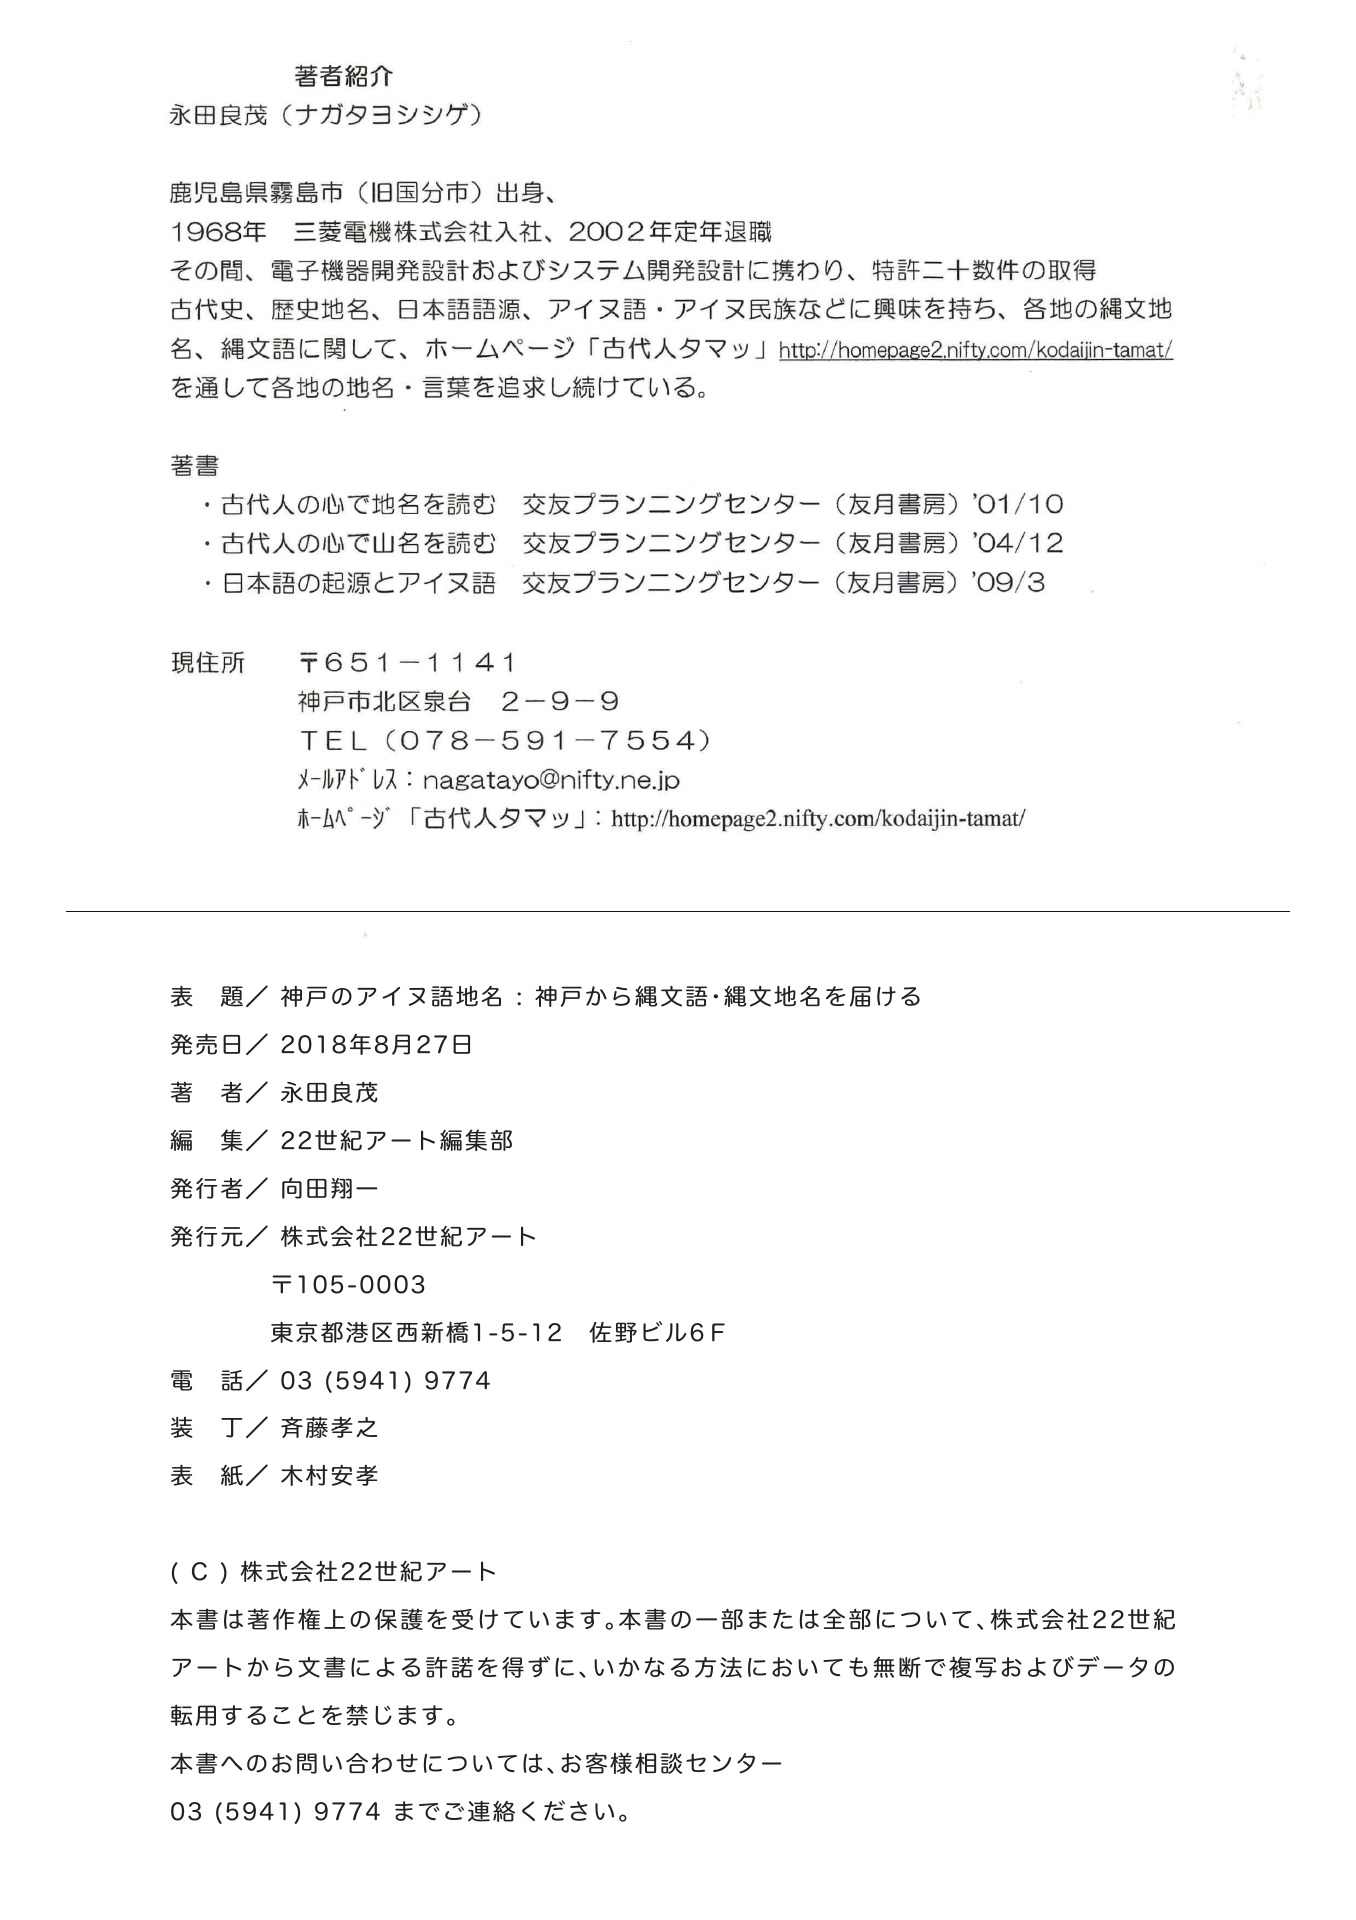 著者紹介
永田良茂（ナガタヨシシゲ）
鹿児島県霧島市（旧国分市）出身、
1968年　三菱電機株式会社入社、2002年定年退職
その間、電子機器開発設計およびシステム開発設計に携わり、特許二十数件の取得
古代史、歴史地名、日本語語源、アイヌ語・アイヌ民族などに興味を持ち、各地の縄文地
名、縄文語に関して、ホームページ「古代人タマッ」http://homepage2.nifty.com/kodaijin-tamat/
を通して各地の地名・言葉を追求し続けている。
著書
・古代人の心で地名を読む　交友プランニングセンター（友月書房）’01/10
・古代人の心で山名を読む　交友プランニングセンター（友月書房）’04/12
・日本語の起源とアイヌ語　交友プランニングセンター（友月書房）’09/3
現住所　　〒６５１－１１４１
神戸市北区泉台　２－９－９
ＴＥＬ（０７８－５９１－７５５４）
ﾒｰﾙｱﾄﾞﾚｽ：nagatayo@nifty.ne.jp
ﾎｰﾑﾍﾟｰｼﾞ「古代人タマッ」：http://homepage2.nifty.com/kodaijin-tamat/
表　題／ 神戸のアイヌ語地名 : 神戸から縄文語・縄文地名を届ける
発売日／ 2018年8月27日
著　者／ 永田良茂
編　集／ 22世紀アート編集部
発行者／ 向田翔一
発行元／ 株式会社22世紀アート
〒105-0003
東京都港区西新橋1-5-12　佐野ビル6Ｆ
電　話／ 03 (5941) 9774
装　丁／ 斉藤孝之
表　紙／ 木村安孝
( C ) 株式会社22世紀アート
本書は著作権上の保護を受けています。本書の一部または全部について、株式会社22世紀
アートから文書による許諾を得ずに、いかなる方法においても無断で複写およびデータの
転用することを禁じます。
本書へのお問い合わせについては、お客様相談センター
03 (5941) 9774 までご連絡ください。